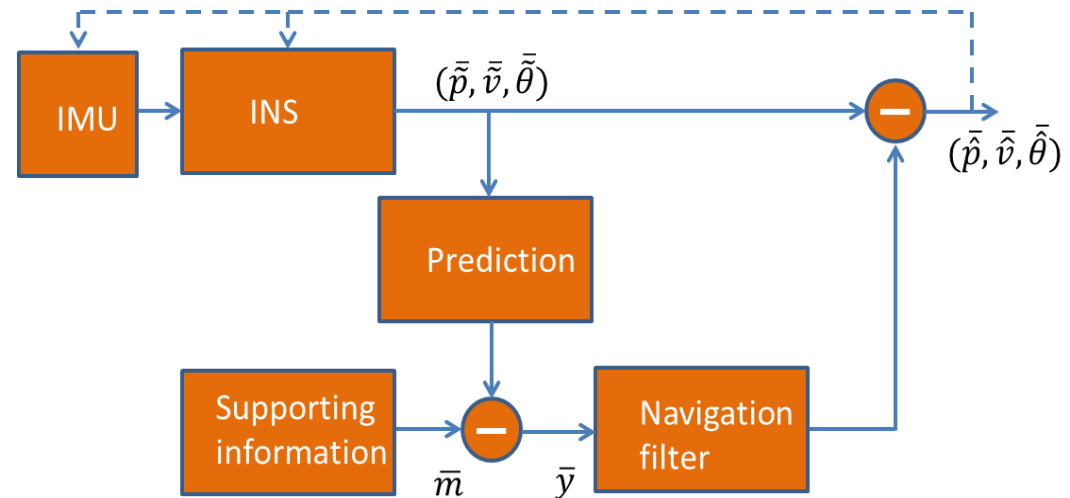 IMU
INS
(p̄̃, v̄̃, θ̄̃)
−
(p̄̂, v̄̂, θ̄̂)
Prediction
Supporting
information
−
Navigation
filter
m̄
ȳ